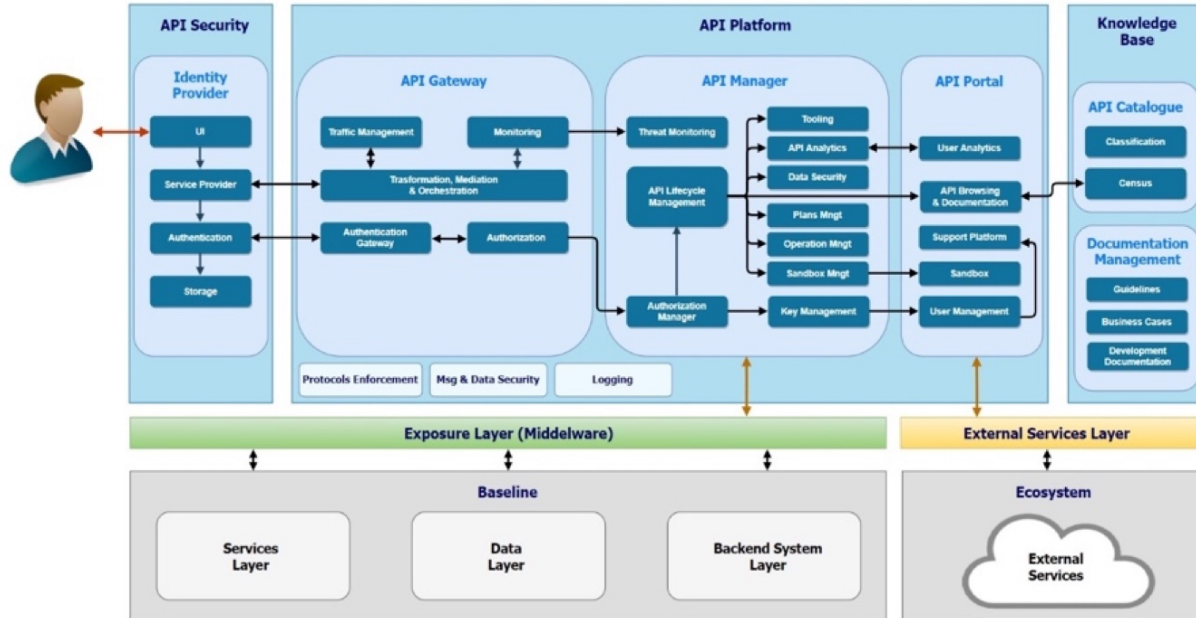 API Security
API Platform
Knowledge
Base
Identity
Provider
API Gateway
API Manager
API Portal
API Catalogue
UI
Service Provider
Authentication
Storage
Traffic Management
Monitoring
Trasformation, Mediation
& Orchestration
Authentication
Gateway
Authorization
Threat Monitoring
API Lifecycle
Management
Authorization
Manager
Tooling
API Analytics
Data Security
Plans Mngt
Operation Mngt
Sandbox Mngt
Key Management
User Analytics
API Browsing
& Documentation
Support Platform
Sandbox
User Management
Classification
Census
Documentation
Management
Guidelines
Business Cases
Development
Documentation
Protocols Enforcement
Msg & Data Security
Logging
Exposure Layer (Middelware)
External Services Layer
Baseline
Services
Layer
Data
Layer
Backend System
Layer
Ecosystem
External
Services